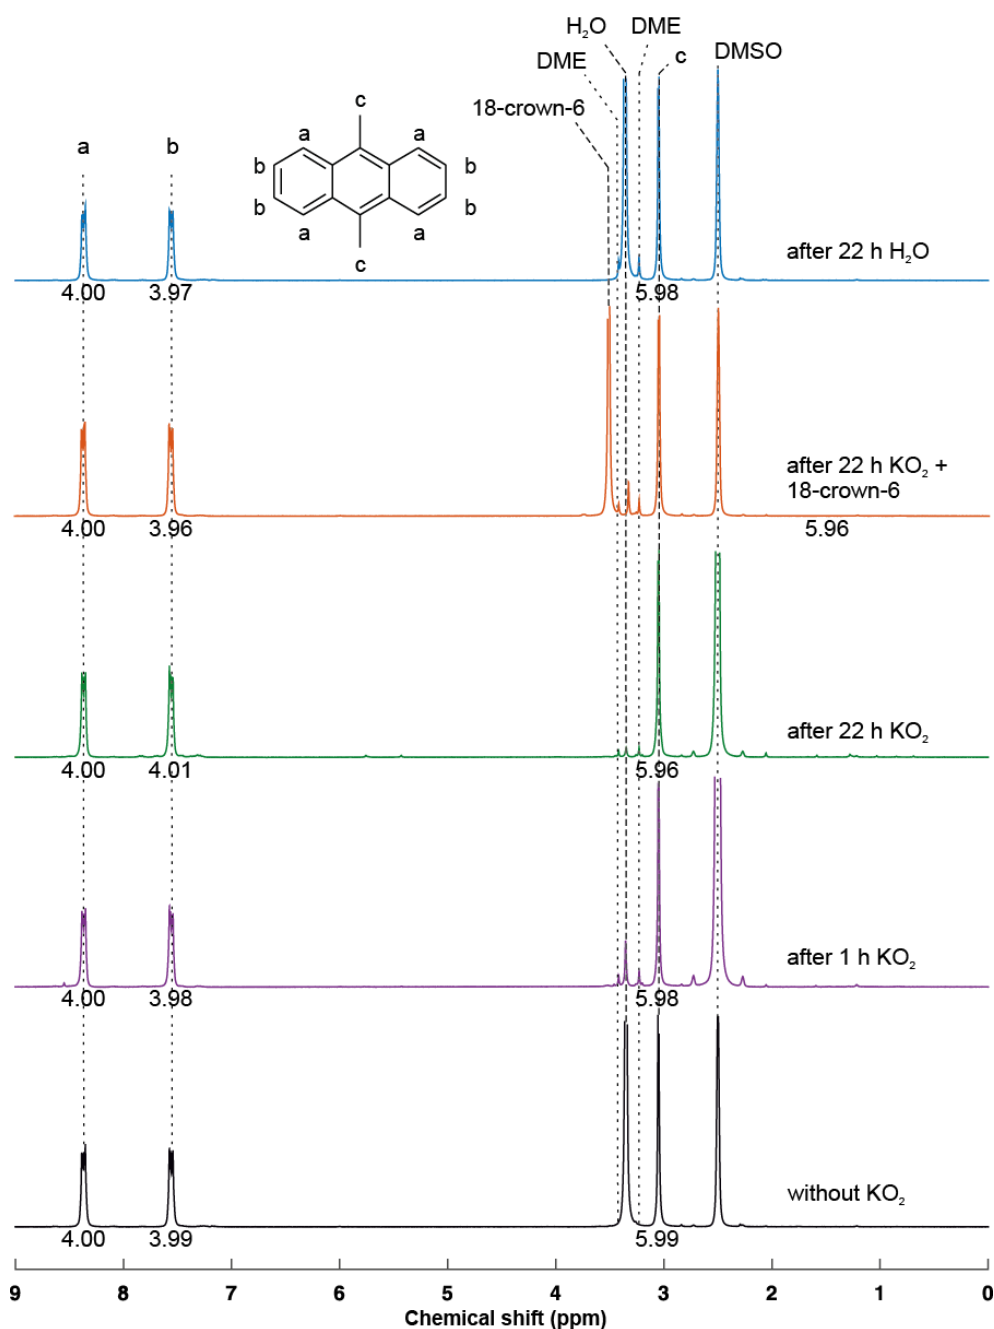 H₂O
DME
DME
c
DMSO
18-crown-6
a
b
c
a
a
b
b
b
b
a
a
c
after 22 h H₂O
4.00
3.97
5.98
after 22 h KO₂ +
18-crown-6
4.00
3.96
5.96
after 22 h KO₂
4.00
4.01
5.96
after 1 h KO₂
4.00
3.98
5.98
without KO₂
4.00
3.99
5.99
9 8 7 6 5 4 3 2 1 0
Chemical shift (ppm)